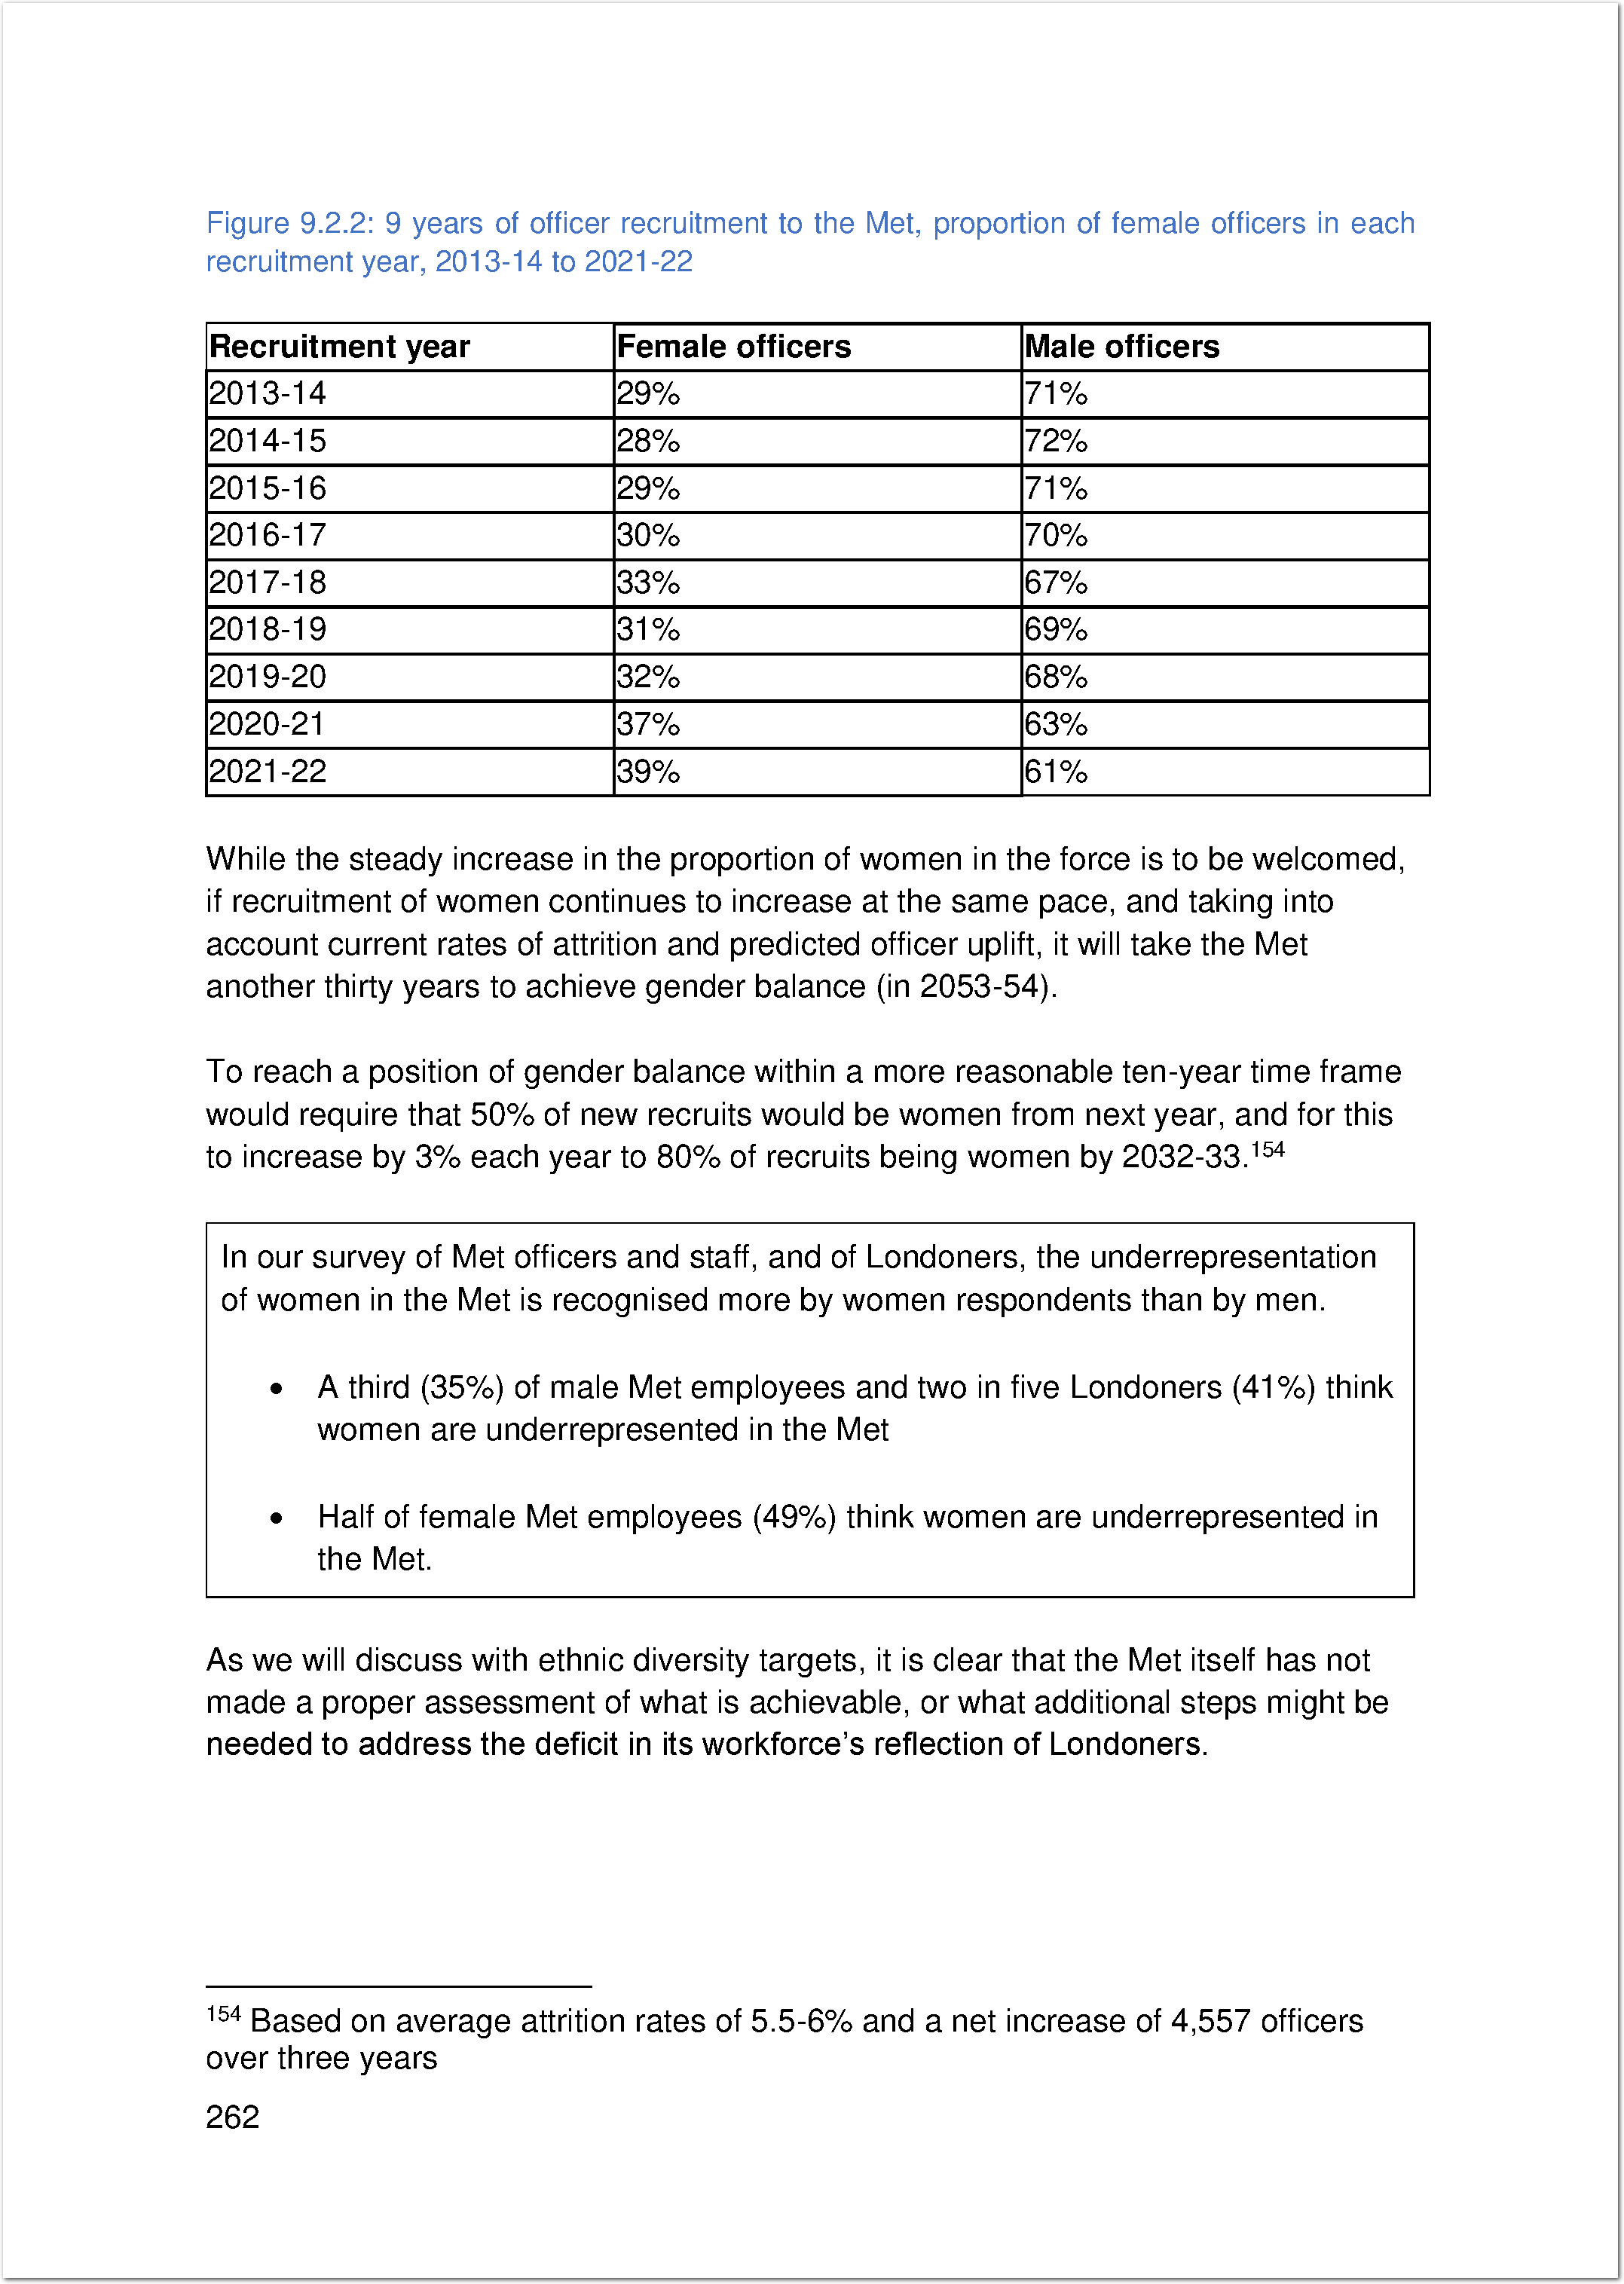 Figure 9.2.2: 9 years of officer recruitment to the Met, proportion of female officers in each
recruitment year, 2013-14 to 2021-22
Recruitment year Female officers Male officers
2013-14 29% 71%
2014-15 28% 72%
2015-16 29% 71%
2016-17 30% 70%
2017-18 33% 67%
2018-19 31% 69%
2019-20 32% 68%
2020-21 37% 63%
2021-22 39% 61%
While the steady increase in the proportion of women in the force is to be welcomed,
if recruitment of women continues to increase at the same pace, and taking into
account current rates of attrition and predicted officer uplift, it will take the Met
another thirty years to achieve gender balance (in 2053-54).
To reach a position of gender balance within a more reasonable ten-year time frame
would require that 50% of new recruits would be women from next year, and for this
to increase by 3% each year to 80% of recruits being women by 2032-33.154
In our survey of Met officers and staff, and of Londoners, the underrepresentation
of women in the Met is recognised more by women respondents than by men.
• A third (35%) of male Met employees and two in five Londoners (41%) think
women are underrepresented in the Met
• Half of female Met employees (49%) think women are underrepresented in
the Met.
As we will discuss with ethnic diversity targets, it is clear that the Met itself has not
made a proper assessment of what is achievable, or what additional steps might be
needed to address the deficit in its workforce’s reflection of Londoners.
154 Based on average attrition rates of 5.5-6% and a net increase of 4,557 officers
over three years
262